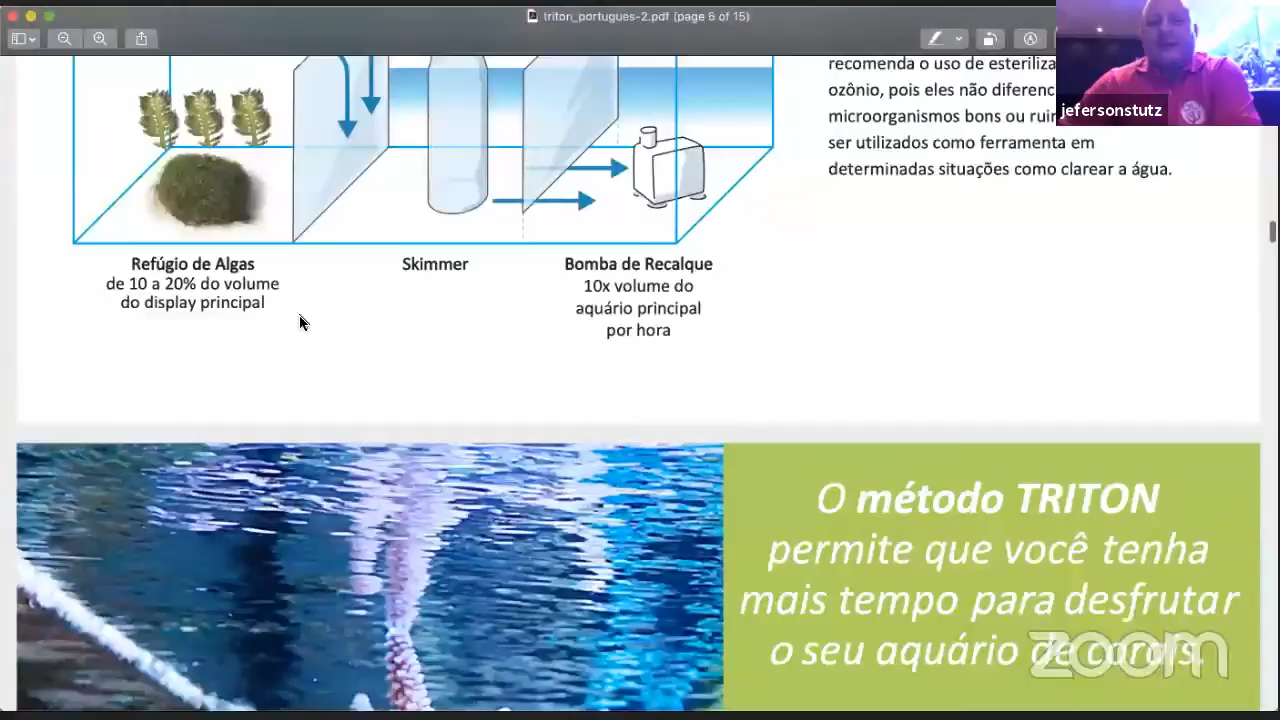 triton_portugues-2.pdf (page 6 of 15)
jefersonstutz
recomenda o uso de
ozônio, pois eles não
microorganismos bons ou
ser utilizados como ferramenta em
determinadas situações como clarear a água.
Refúgio de Algas
de 10 a 20% do volume
do display principal
Skimmer
Bomba de Recalque
10x volume do
aquário principal
por hora
O método TRITON
permite que você tenha
mais tempo para desfrutar
o seu aquário de corais.
zoom